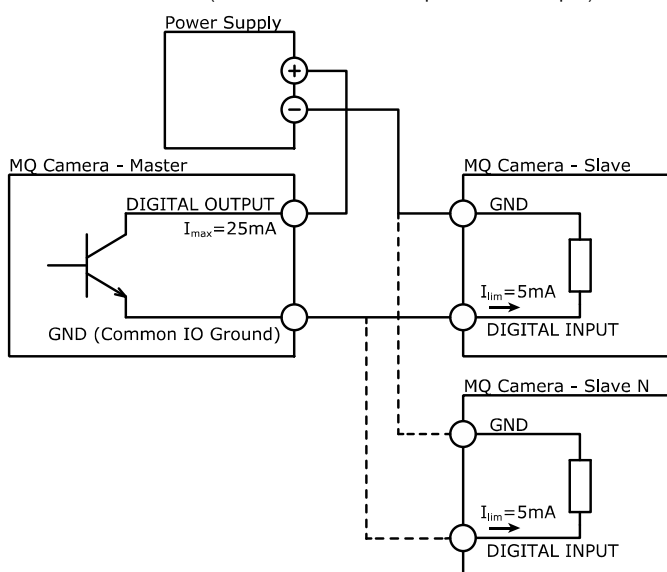 Power Supply
+
−
MQ Camera - Master
DIGITAL OUTPUT
Imax=25mA
GND (Common IO Ground)
MQ Camera - Slave
GND
Ilim=5mA
DIGITAL INPUT
MQ Camera - Slave N
GND
Ilim=5mA
DIGITAL INPUT